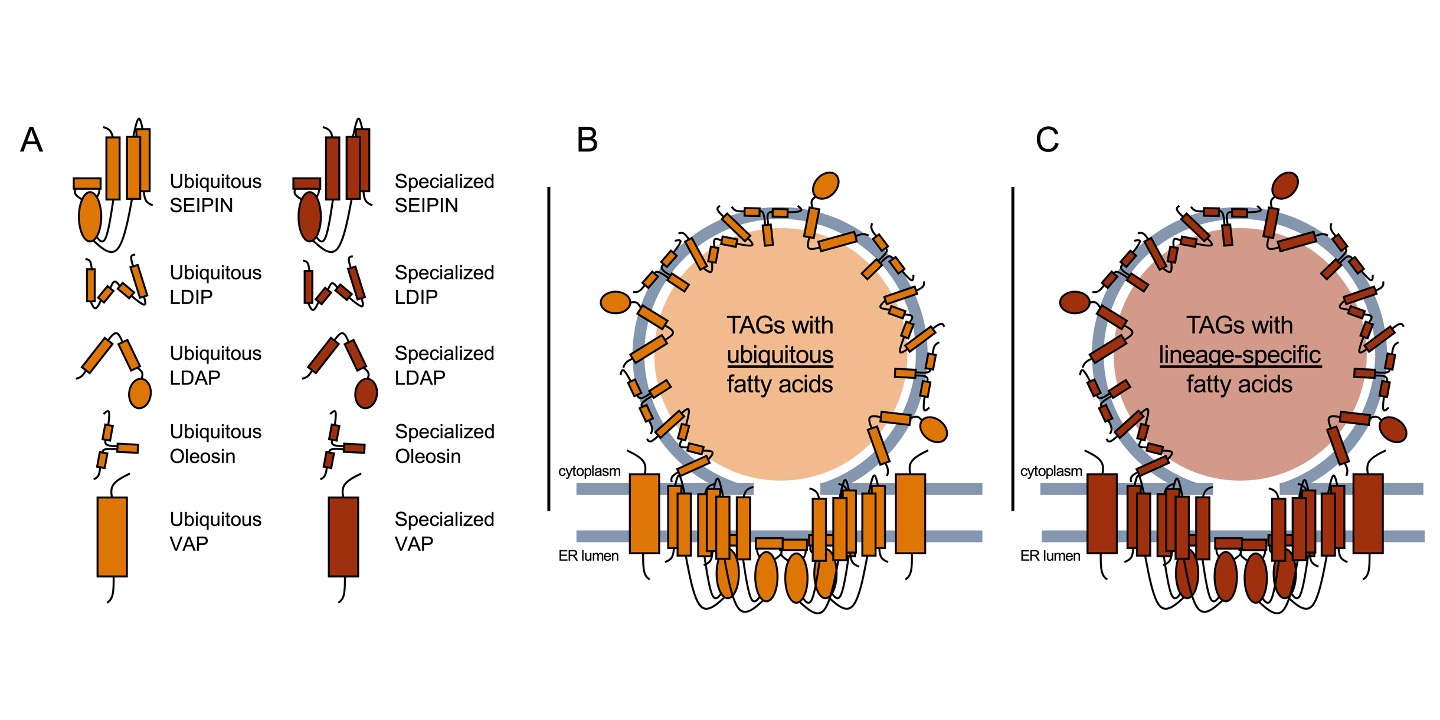 A
Ubiquitous
SEIPIN
Specialized
SEIPIN
Ubiquitous
LDIP
Specialized
LDIP
Ubiquitous
LDAP
Specialized
LDAP
Ubiquitous
Oleosin
Specialized
Oleosin
Ubiquitous
VAP
Specialized
VAP
B
TAGs with
ubiquitous
fatty acids
cytoplasm
ER lumen
C
TAGs with
lineage-specific
fatty acids
cytoplasm
ER lumen